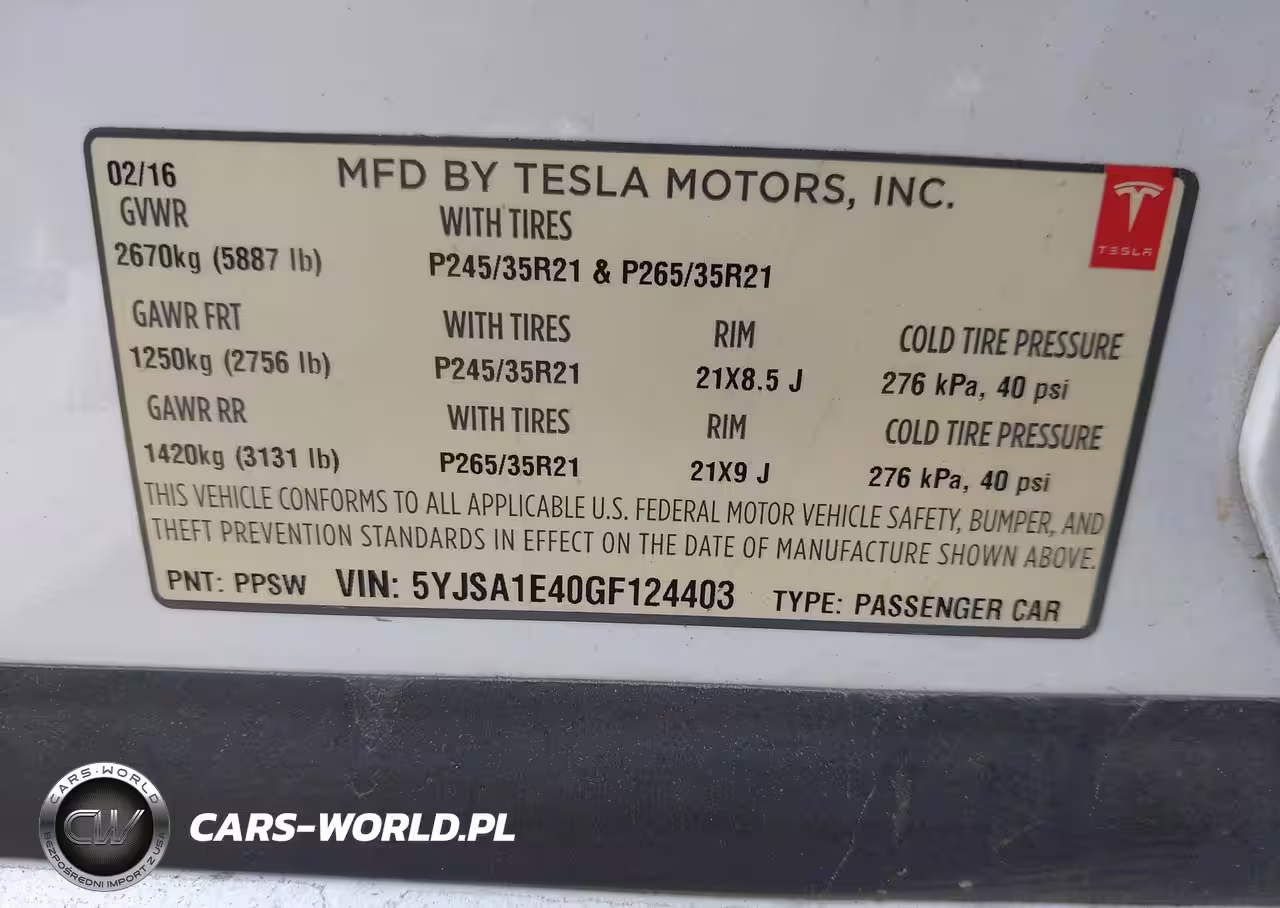 02/16 MFD BY TESLA MOTORS, INC.
TESLA
GVWR WITH TIRES
2670kg (5887 lb) P245/35R21 & P265/35R21
GAWR FRT WITH TIRES RIM COLD TIRE PRESSURE
1250kg (2756 lb) P245/35R21 21X8.5 J 276 kPa, 40 psi
GAWR RR WITH TIRES RIM COLD TIRE PRESSURE
1420kg (3131 lb) P265/35R21 21X9 J 276 kPa, 40 psi
THIS VEHICLE CONFORMS TO ALL APPLICABLE U.S. FEDERAL MOTOR VEHICLE SAFETY, BUMPER, AND
THEFT PREVENTION STANDARDS IN EFFECT ON THE DATE OF MANUFACTURE SHOWN ABOVE.
PNT: PPSW VIN: 5YJSA1E40GF124403 TYPE: PASSENGER CAR
CARS-WORLD
CW
BEZPOŚREDNI IMPORT Z USA
CARS-WORLD.PL